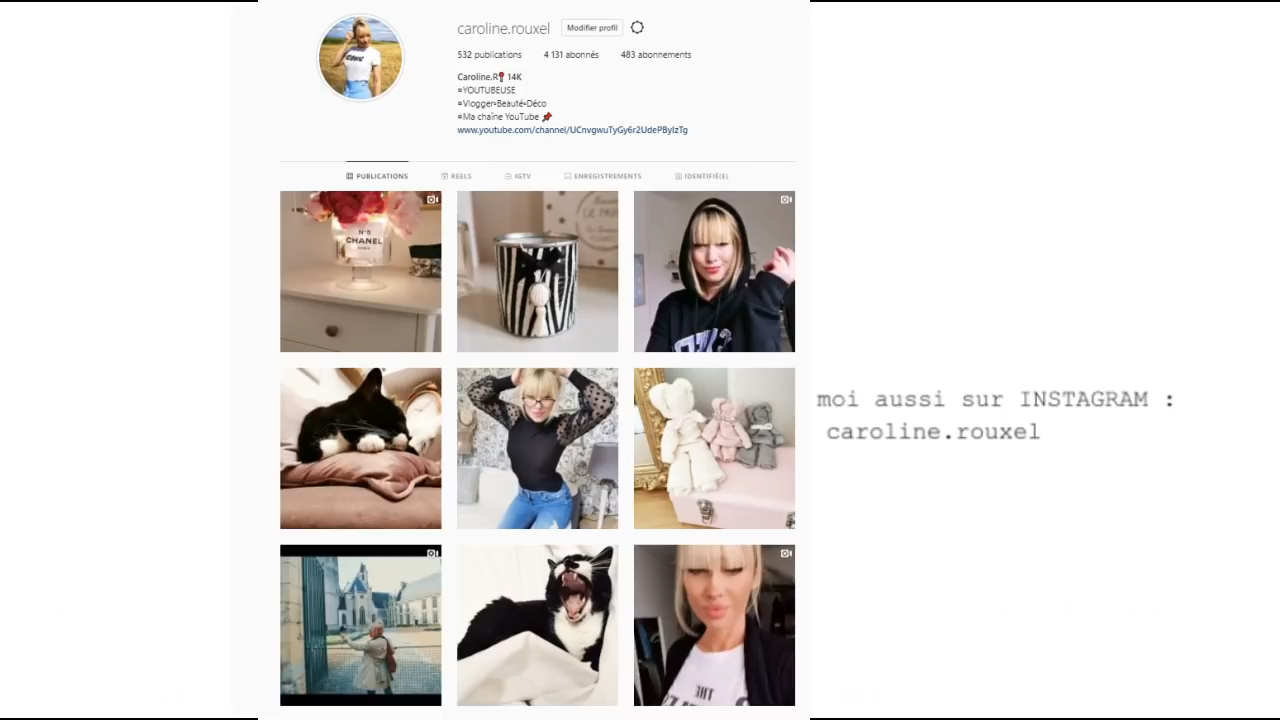 caroline.rouxel Modifier profil
532 publications 4 131 abonnés 483 abonnements
Caroline.R🌹 14K
¤YOUTUBEUSE
¤Vlogger•Beauté•Déco
¤Ma chaîne YouTube 📌
www.youtube.com/channel/UCnvgwuTyGy6r2UdePBylzTg
PUBLICATIONS REELS IGTV ENREGISTREMENTS IDENTIFIÉ(E)
N°5
CHANEL
THE
moi aussi sur INSTAGRAM :
caroline.rouxel